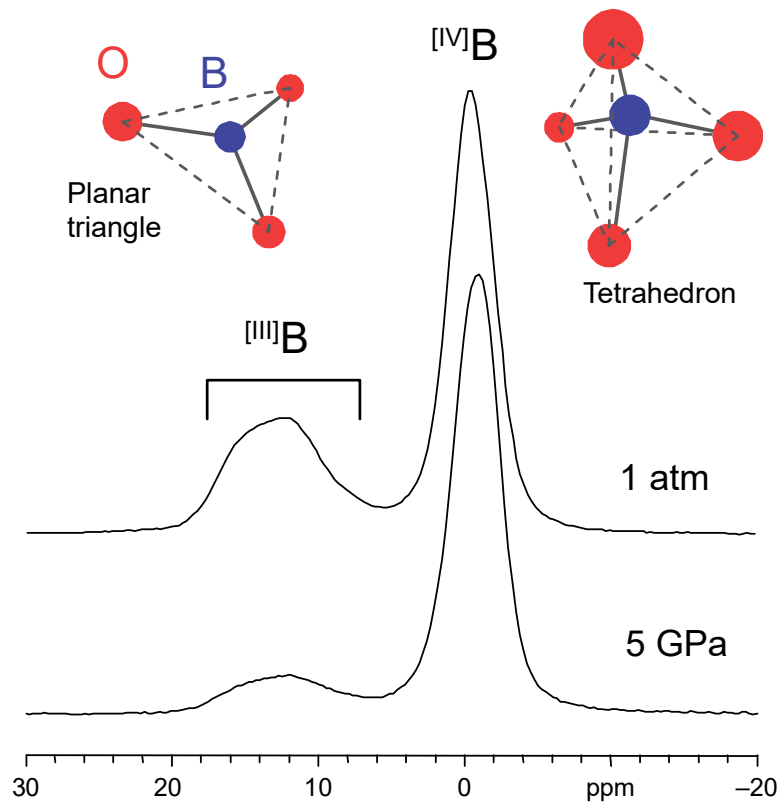 O
B
[IV]B
Planar
triangle
Tetrahedron
[III]B
1 atm
5 GPa
30 20 10 0 ppm –20